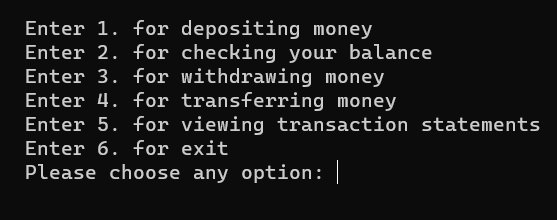 Enter 1. for depositing money
Enter 2. for checking your balance
Enter 3. for withdrawing money
Enter 4. for transferring money
Enter 5. for viewing transaction statements
Enter 6. for exit
Please choose any option: